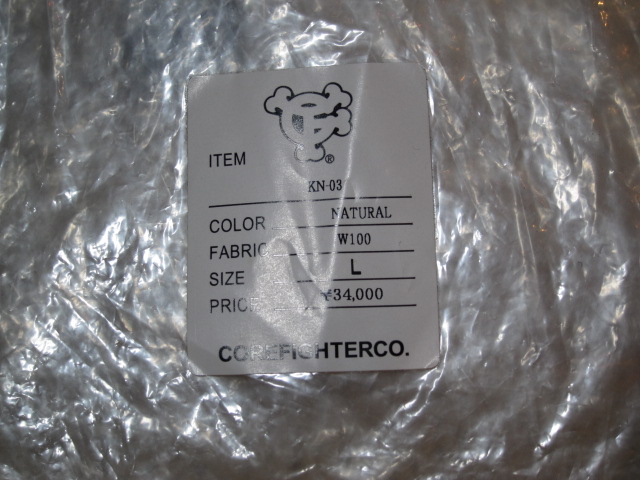 ®
ITEM KN-03
COLOR NATURAL
FABRIC W100
SIZE L
PRICE ¥34,000
COREFIGHTERCO.